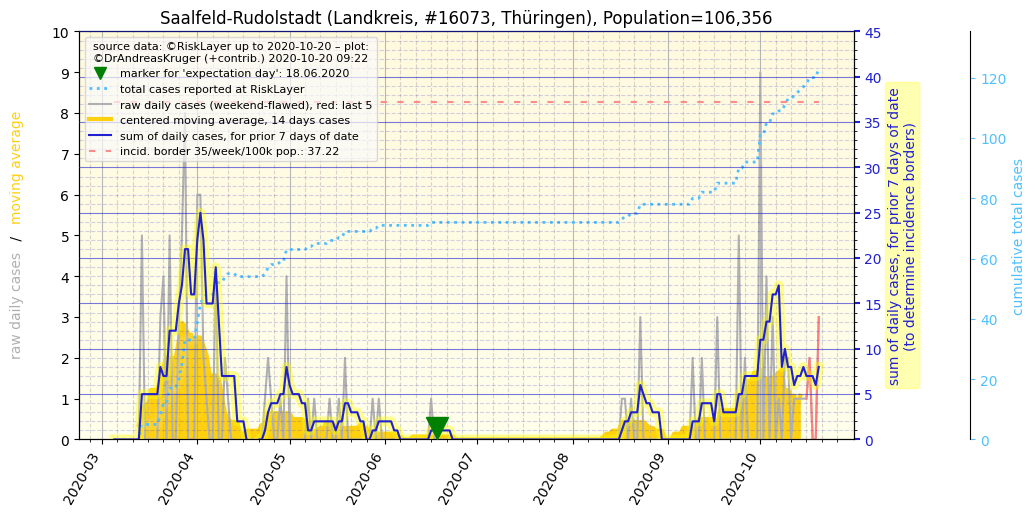 Saalfeld-Rudolstadt (Landkreis, #16073, Thüringen), Population=106,356
source data: ©RiskLayer up to 2020-10-20 – plot:
©DrAndreasKruger (+contrib.) 2020-10-20 09:22
marker for 'expectation day': 18.06.2020
total cases reported at RiskLayer
raw daily cases (weekend-flawed), red: last 5
centered moving average, 14 days cases
sum of daily cases, for prior 7 days of date
incid. border 35/week/100k pop.: 37.22
raw daily cases / moving average
10
9
8
7
6
5
4
3
2
1
0
2020-03
2020-04
2020-05
2020-06
2020-07
2020-08
2020-09
2020-10
45
40
35
30
25
20
15
10
5
0
sum of daily cases, for prior 7 days of date
(to determine incidence borders)
120
100
80
60
40
20
0
cumulative total cases